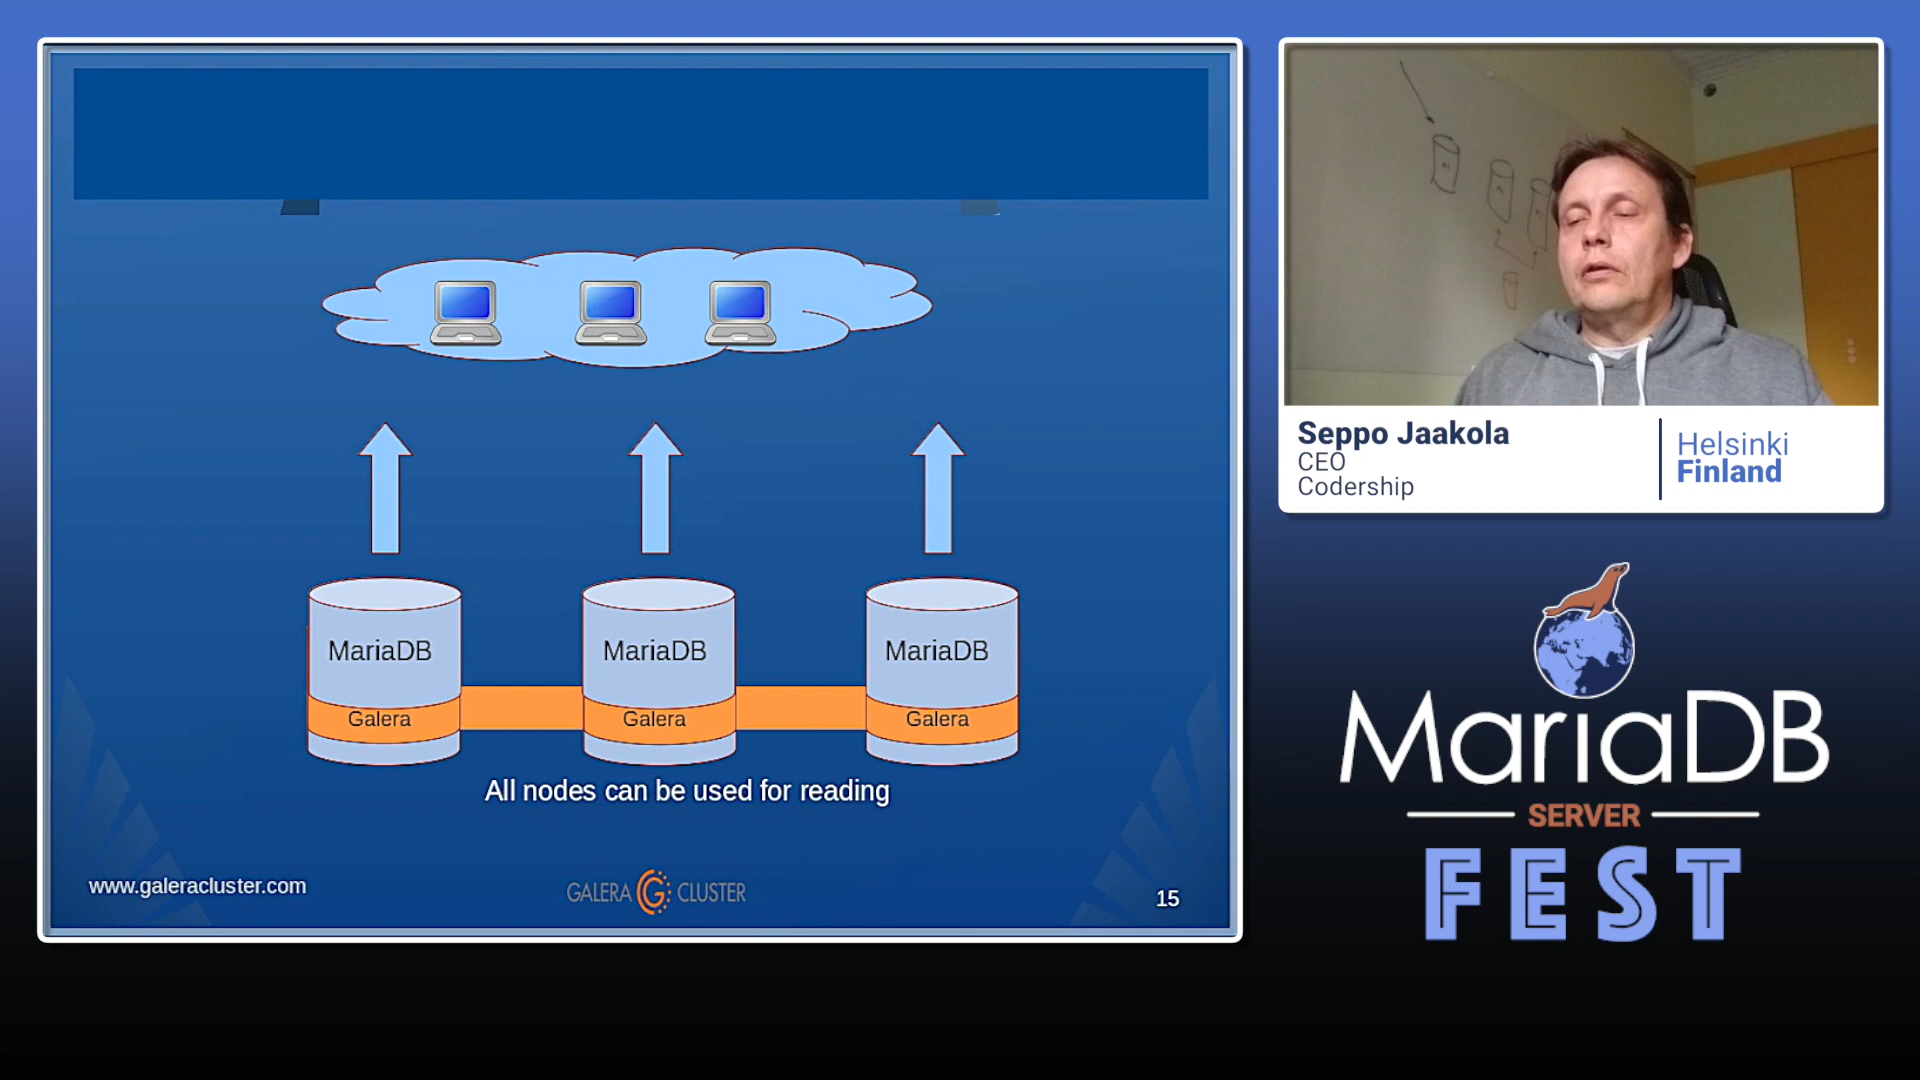 MariaDB
MariaDB
MariaDB
Galera
Galera
Galera
All nodes can be used for reading
www.galeracluster.com
GALERA CLUSTER
15
Seppo Jaakola
CEO
Codership
Helsinki
Finland
MariaDB
SERVER
FEST